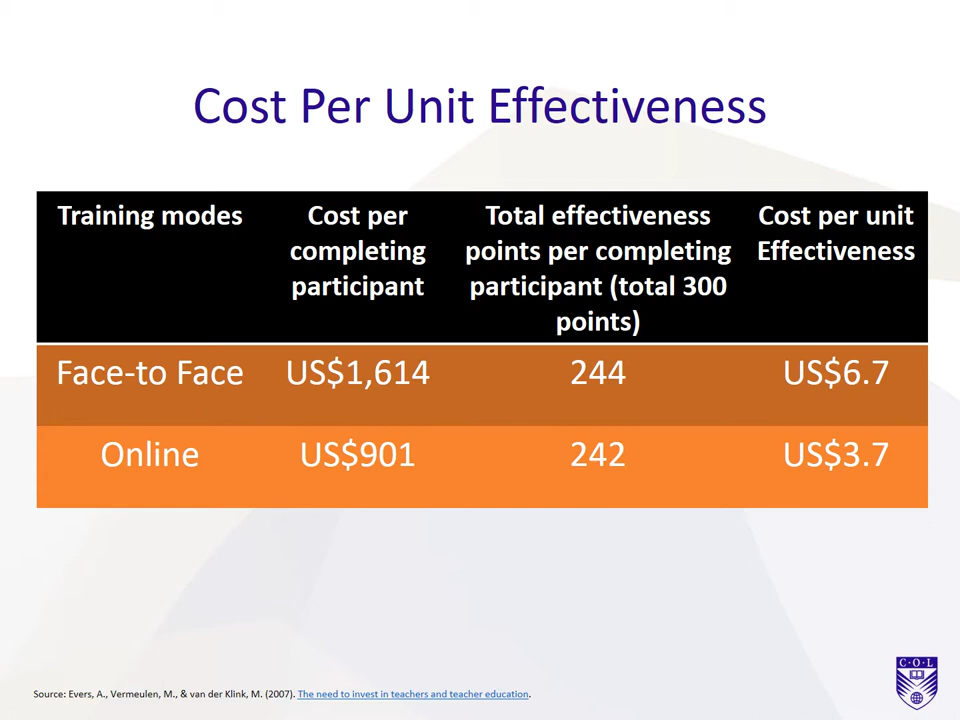 Cost Per Unit Effectiveness
Training modes
Cost per
completing
participant
Total effectiveness
points per completing
participant (total 300
points)
Cost per unit
Effectiveness
Face-to Face US$1,614 244 US$6.7
Online US$901 242 US$3.7
C·O·L
Source: Evers, A., Vermeulen, M., & van der Klink, M. (2007). The need to invest in teachers and teacher education.